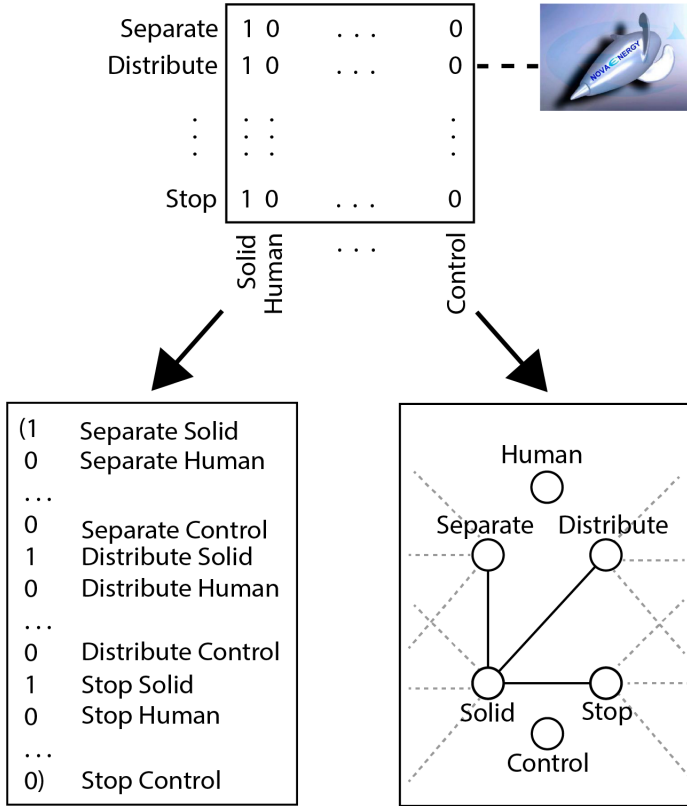 Separate 1 0 . . . 0
Distribute 1 0 . . . 0
NOVA ENERGY
Stop 1 0 . . . 0
Solid Human . . . Control
(1 Separate Solid
0 Separate Human
...
0 Separate Control
1 Distribute Solid
0 Distribute Human
...
0 Distribute Control
1 Stop Solid
0 Stop Human
...
0) Stop Control
Human
Separate Distribute
Solid Stop
Control